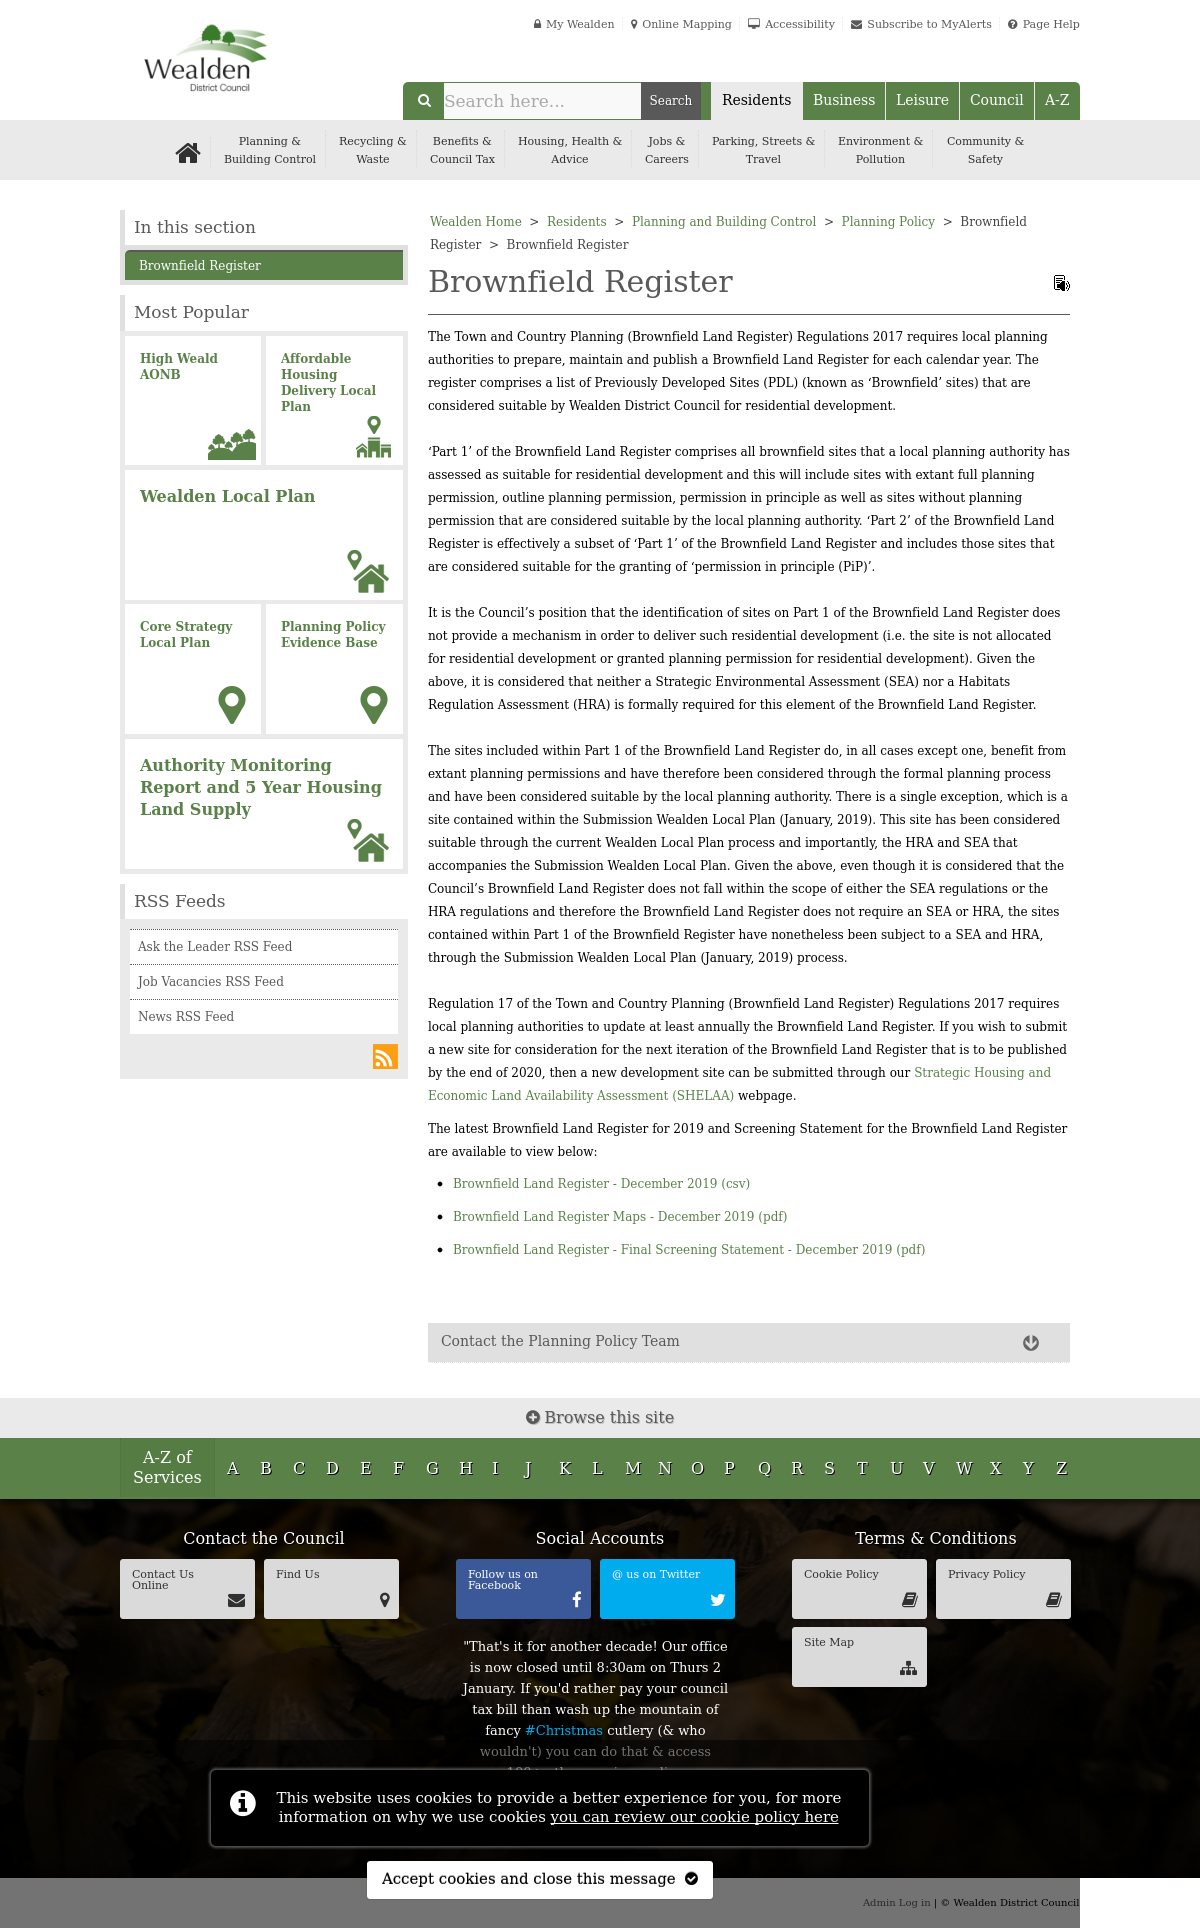 My Wealden
Online Mapping
Accessibility
Subscribe to MyAlerts
Page Help
Wealden
District Council
Search here...
Search
Residents
Business
Leisure
Council
A-Z
Planning &
Building Control
Recycling &
Waste
Benefits &
Council Tax
Housing, Health &
Advice
Jobs &
Careers
Parking, Streets &
Travel
Environment &
Pollution
Community &
Safety
In this section
Brownfield Register
Most Popular
High Weald
AONB
Affordable
Housing
Delivery Local
Plan
Wealden Local Plan
Core Strategy
Local Plan
Planning Policy
Evidence Base
Authority Monitoring
Report and 5 Year Housing
Land Supply
RSS Feeds
Ask the Leader RSS Feed
Job Vacancies RSS Feed
News RSS Feed
Wealden Home > Residents > Planning and Building Control > Planning Policy > Brownfield
Register > Brownfield Register
Brownfield Register
The Town and Country Planning (Brownfield Land Register) Regulations 2017 requires local planning
authorities to prepare, maintain and publish a Brownfield Land Register for each calendar year. The
register comprises a list of Previously Developed Sites (PDL) (known as ‘Brownfield’ sites) that are
considered suitable by Wealden District Council for residential development.
‘Part 1’ of the Brownfield Land Register comprises all brownfield sites that a local planning authority has
assessed as suitable for residential development and this will include sites with extant full planning
permission, outline planning permission, permission in principle as well as sites without planning
permission that are considered suitable by the local planning authority. ‘Part 2’ of the Brownfield Land
Register is effectively a subset of ‘Part 1’ of the Brownfield Land Register and includes those sites that
are considered suitable for the granting of ‘permission in principle (PiP)’.
It is the Council’s position that the identification of sites on Part 1 of the Brownfield Land Register does
not provide a mechanism in order to deliver such residential development (i.e. the site is not allocated
for residential development or granted planning permission for residential development). Given the
above, it is considered that neither a Strategic Environmental Assessment (SEA) nor a Habitats
Regulation Assessment (HRA) is formally required for this element of the Brownfield Land Register.
The sites included within Part 1 of the Brownfield Land Register do, in all cases except one, benefit from
extant planning permissions and have therefore been considered through the formal planning process
and have been considered suitable by the local planning authority. There is a single exception, which is a
site contained within the Submission Wealden Local Plan (January, 2019). This site has been considered
suitable through the current Wealden Local Plan process and importantly, the HRA and SEA that
accompanies the Submission Wealden Local Plan. Given the above, even though it is considered that the
Council’s Brownfield Land Register does not fall within the scope of either the SEA regulations or the
HRA regulations and therefore the Brownfield Land Register does not require an SEA or HRA, the sites
contained within Part 1 of the Brownfield Register have nonetheless been subject to a SEA and HRA,
through the Submission Wealden Local Plan (January, 2019) process.
Regulation 17 of the Town and Country Planning (Brownfield Land Register) Regulations 2017 requires
local planning authorities to update at least annually the Brownfield Land Register. If you wish to submit
a new site for consideration for the next iteration of the Brownfield Land Register that is to be published
by the end of 2020, then a new development site can be submitted through our Strategic Housing and
Economic Land Availability Assessment (SHELAA) webpage.
The latest Brownfield Land Register for 2019 and Screening Statement for the Brownfield Land Register
are available to view below:
Brownfield Land Register - December 2019 (csv)
Brownfield Land Register Maps - December 2019 (pdf)
Brownfield Land Register - Final Screening Statement - December 2019 (pdf)
Contact the Planning Policy Team
Browse this site
A-Z of
Services
A B C D E F G H I J K L M N O P Q R S T U V W X Y Z
Contact the Council
Contact Us
Online
Find Us
Social Accounts
Follow us on
Facebook
@ us on Twitter
"That's it for another decade! Our office
is now closed until 8:30am on Thurs 2
January. If you'd rather pay your council
tax bill than wash up the mountain of
fancy #Christmas cutlery (& who
wouldn't) you can do that & access
Terms & Conditions
Cookie Policy
Privacy Policy
Site Map
This website uses cookies to provide a better experience for you, for more
information on why we use cookies you can review our cookie policy here
Accept cookies and close this message
Admin Log in | © Wealden District Council